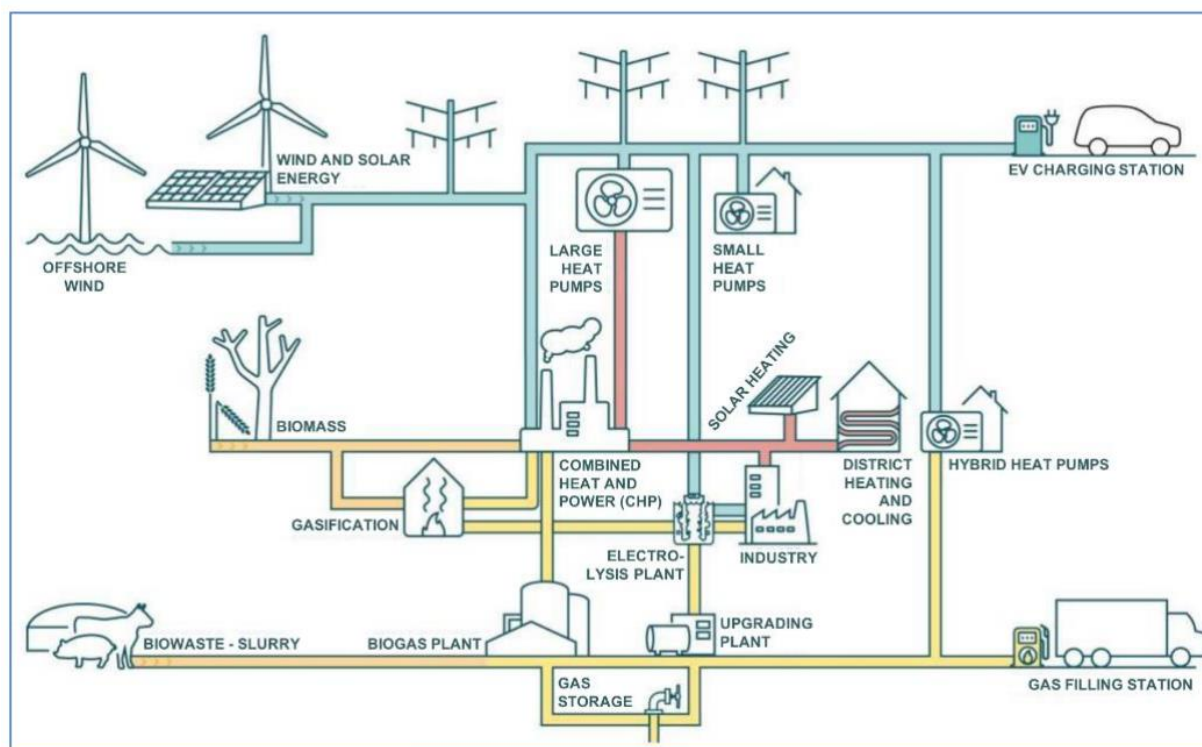 WIND AND SOLAR
ENERGY
EV CHARGING STATION
OFFSHORE
WIND
LARGE
HEAT
PUMPS
SMALL
HEAT
PUMPS
SOLAR HEATING
BIOMASS
COMBINED
HEAT AND
POWER (CHP)
DISTRICT
HEATING
AND
COOLING
HYBRID HEAT PUMPS
GASIFICATION
ELECTRO-
LYSIS PLANT
INDUSTRY
BIOWASTE - SLURRY
BIOGAS PLANT
UPGRADING
PLANT
GAS
STORAGE
GAS FILLING STATION